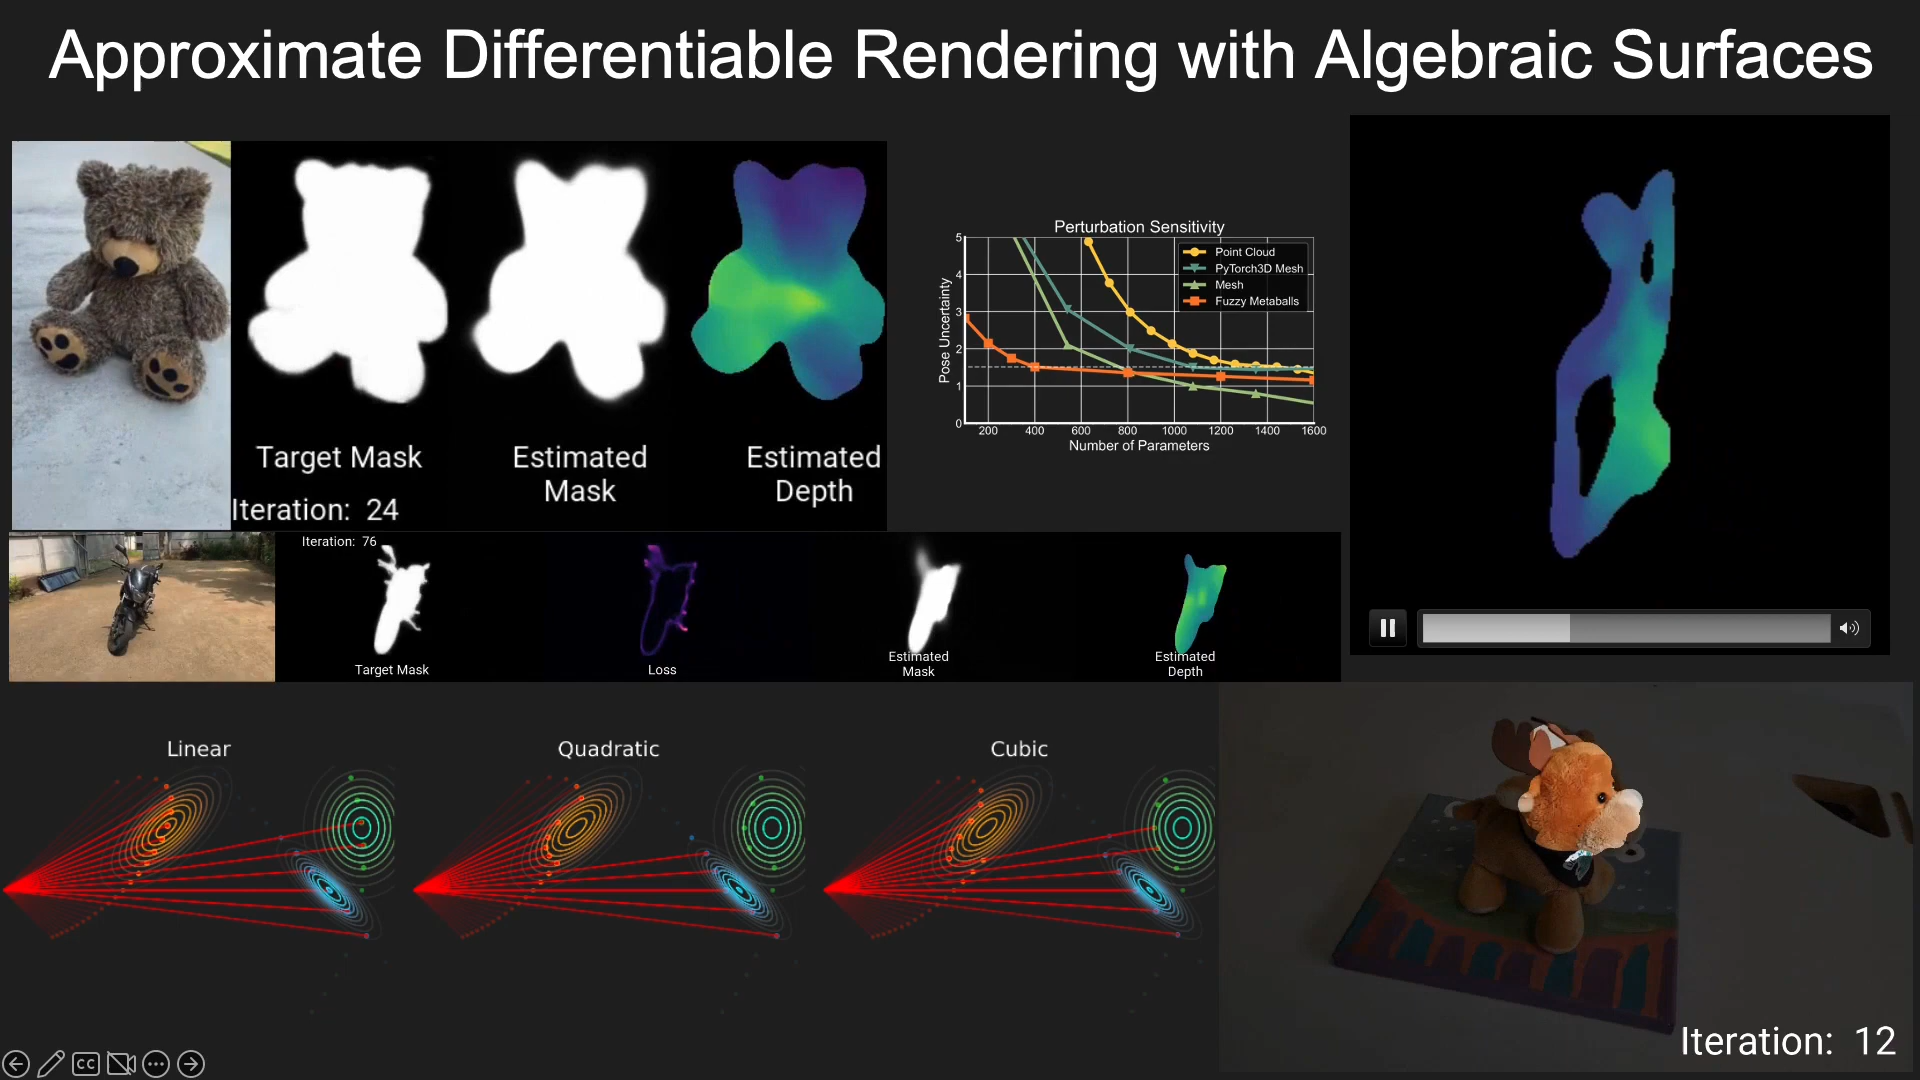 Approximate Differentiable Rendering with Algebraic Surfaces
Target Mask
Estimated
Mask
Estimated
Depth
Iteration: 24
Perturbation Sensitivity
Pose Uncertainty
5
4
3
2
1
0
Point Cloud
PyTorch3D Mesh
Mesh
Fuzzy Metaballs
200 400 600 800 1000 1200 1400 1600
Number of Parameters
Iteration: 76
Target Mask
Loss
Estimated
Mask
Estimated
Depth
Linear
Quadratic
Cubic
Iteration: 12
CC